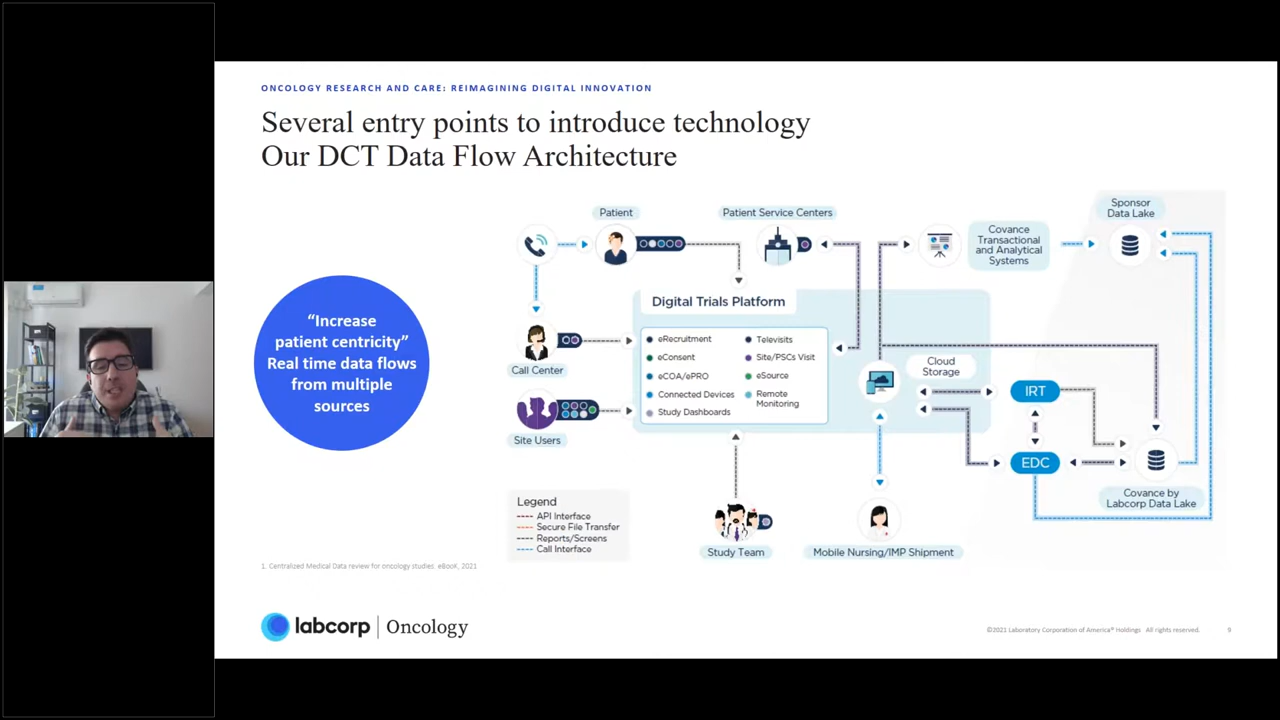 ONCOLOGY RESEARCH AND CARE: REIMAGINING DIGITAL INNOVATION
Several entry points to introduce technology
Our DCT Data Flow Architecture
“Increase
patient centricity”
Real time data flows
from multiple
sources
Patient
Patient Service Centers
Sponsor
Data Lake
Covance
Transactional
and Analytical
Systems
Digital Trials Platform
eRecruitment
eConsent
eCOA/ePRO
Connected Devices
Study Dashboards
Televisits
Site/PSCs Visit
eSource
Remote
Monitoring
Call Center
Site Users
Cloud
Storage
IRT
EDC
Covance by
Labcorp Data Lake
Legend
API Interface
Secure File Transfer
Reports/Screens
Call Interface
Study Team
Mobile Nursing/IMP Shipment
1. Centralized Medical Data review for oncology studies eBooK, 2021
labcorp | Oncology
©2021 Laboratory Corporation of America® Holdings All rights reserved. 9